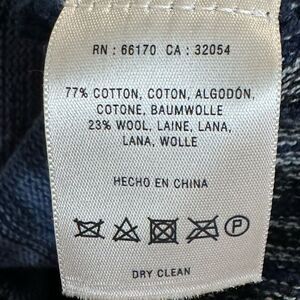 RN : 66170 CA : 32054
77% COTTON, COTON, ALGODÓN,
COTONE, BAUMWOLLE
23% WOOL, LAINE, LANA,
LANA, WOLLE
HECHO EN CHINA
P
DRY CLEAN